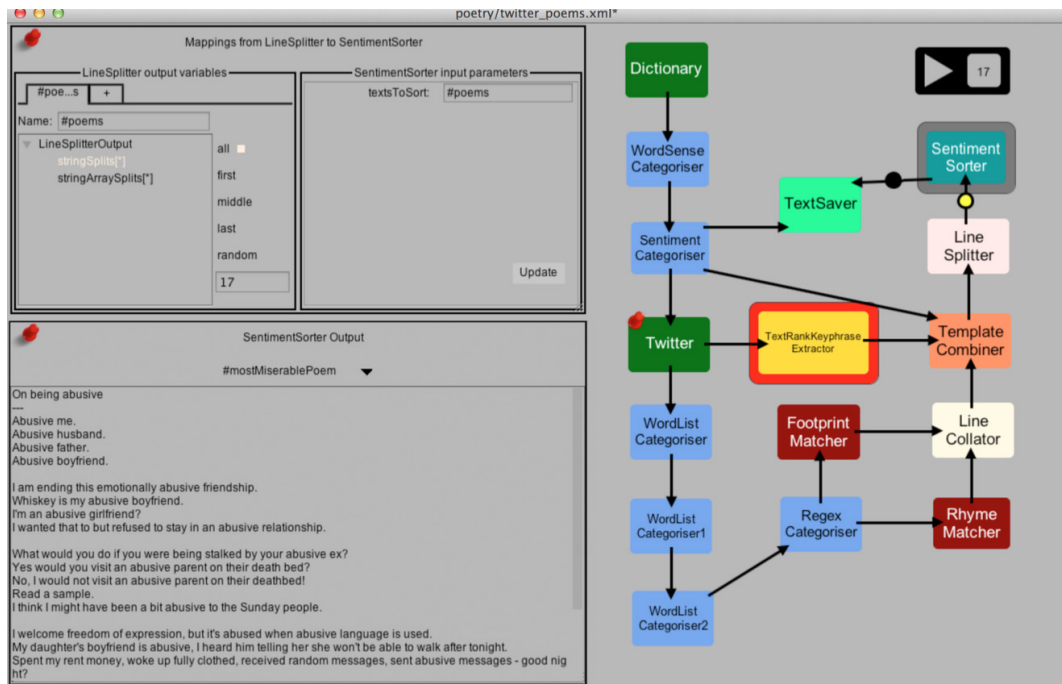 poetry/twitter_poems.xml*
Mappings from LineSplitter to SentimentSorter
LineSplitter output variables
#poe...s
+
Name: #poems
LineSplitterOutput
stringSplits[*]
stringArraySplits[*]
all
first
middle
last
random
17
SentimentSorter input parameters
textsToSort: #poems
Update
SentimentSorter Output
#mostMiserablePoem
On being abusive
---
Abusive me.
Abusive husband.
Abusive father.
Abusive boyfriend.
I am ending this emotionally abusive friendship.
Whiskey is my abusive boyfriend.
I'm an abusive girlfriend?
I wanted that to but refused to stay in an abusive relationship.
What would you do if you were being stalked by your abusive ex?
Yes would you visit an abusive parent on their death bed?
No, I would not visit an abusive parent on their deathbed!
Read a sample.
I think I might have been a bit abusive to the Sunday people.
I welcome freedom of expression, but it's abused when abusive language is used.
My daughter's boyfriend is abusive, I heard him telling her she won't be able to walk after tonight.
Spent my rent money, woke up fully clothed, received random messages, sent abusive messages - good nig
ht?
Dictionary
17
WordSense
Categoriser
Sentiment
Sorter
TextSaver
Sentiment
Categoriser
Line
Splitter
Twitter
TextRankKeyphrase
Extractor
Template
Combiner
WordList
Categoriser
Footprint
Matcher
Line
Collator
WordList
Categoriser1
Regex
Categoriser
Rhyme
Matcher
WordList
Categoriser2